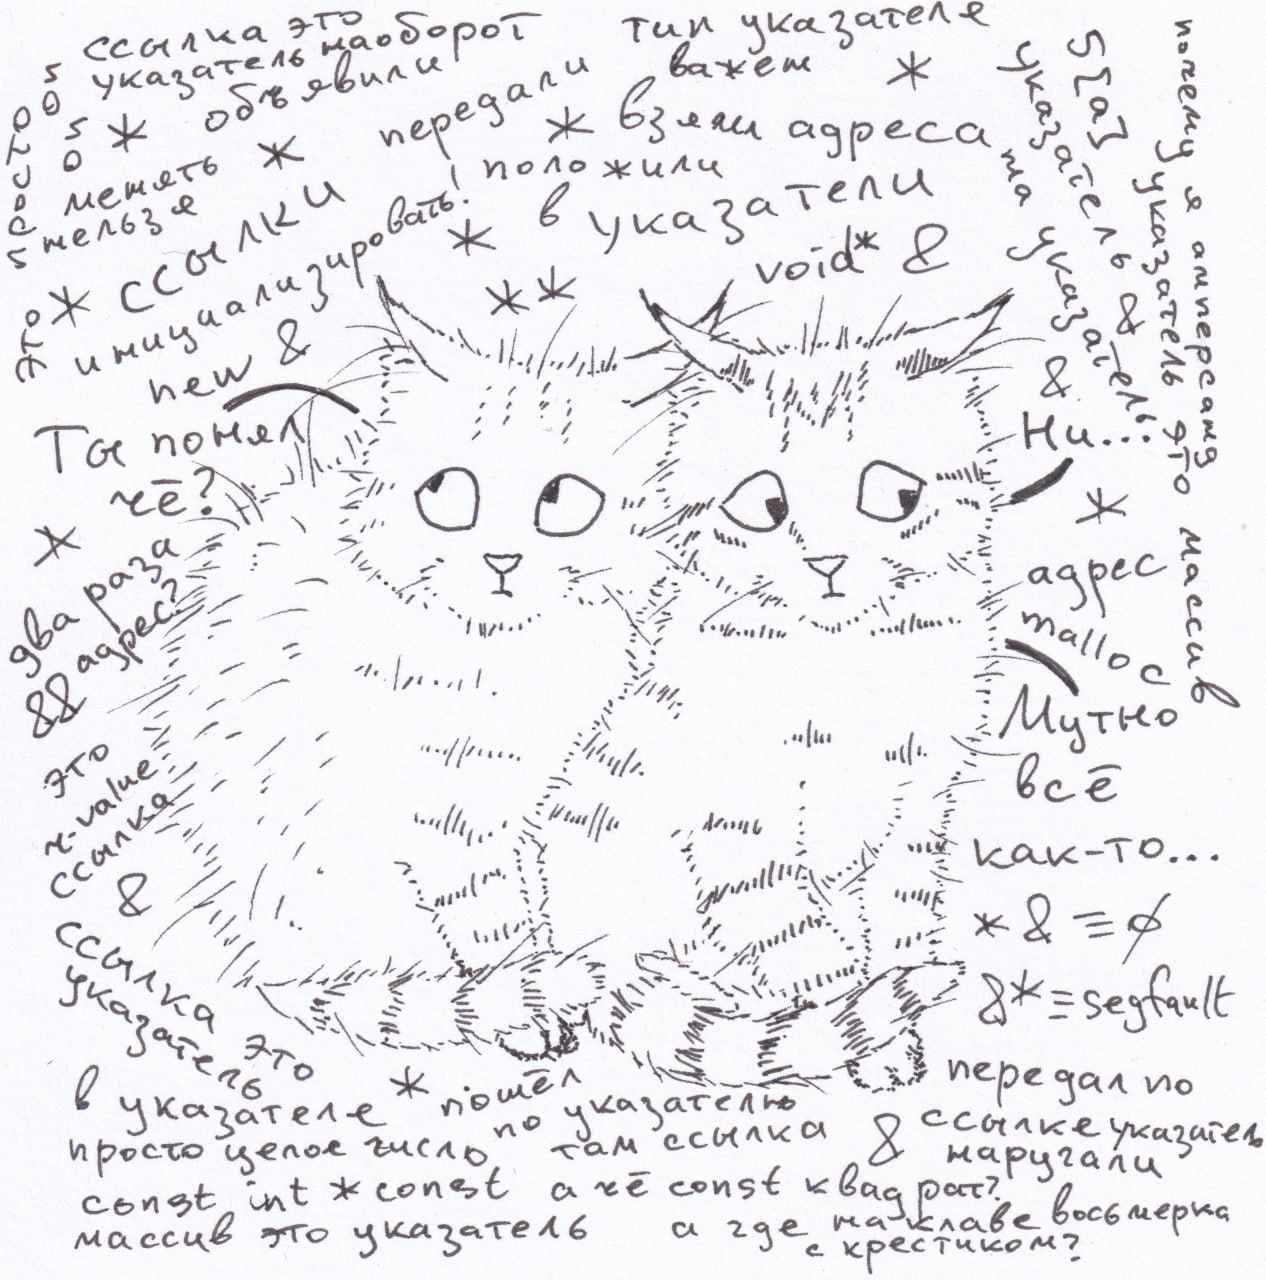 ссылка это
указатель наоборот
* объявили
менять *
нельзя
передали
тип указателя
важен *
* взяли адреса
положили
в указатели
*
void* &
* ссылки
инициализировать!
**
new &
это
5{a}
указатель &
на указатель
почему я амперсанд
указатель это массив
&
Ты понял
чё?
Ни...
*
*
два раза
&& адрес?
адрес
malloc
Мутно
всё
как-то...
это
r-value
ссылка
&
* & ≡ ∅
&* ≡ segfault
ссылка это
указатель
в указателе *
просто целое число
пошёл
по указателю
там ссылка
&
передал по
ссылке указатель
наругали
const int * const
а чё const квадрат?
массив это указатель
а где на клаве восьмерка
с крестиком?